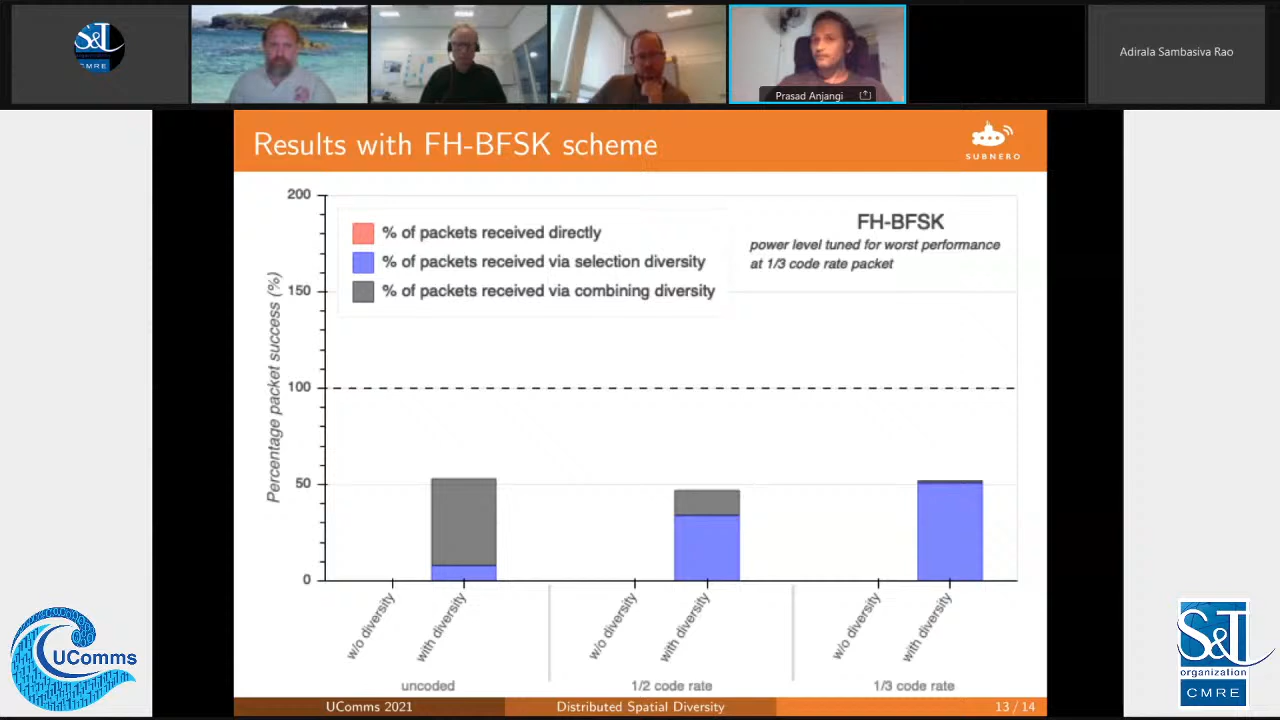 S&T
CMRE
Prasad Anjangi
Adirala Sambasiva Rao
Results with FH-BFSK scheme
SUBNERO
200
150
100
50
0
Percentage packet success (%)
% of packets received directly
% of packets received via selection diversity
% of packets received via combining diversity
FH-BFSK
power level tuned for worst performance
at 1/3 code rate packet
w/o diversity
with diversity
w/o diversity
with diversity
w/o diversity
with diversity
uncoded
1/2 code rate
1/3 code rate
UComms 2021
Distributed Spatial Diversity
13 / 14
UComms
S&T
organization
CMRE